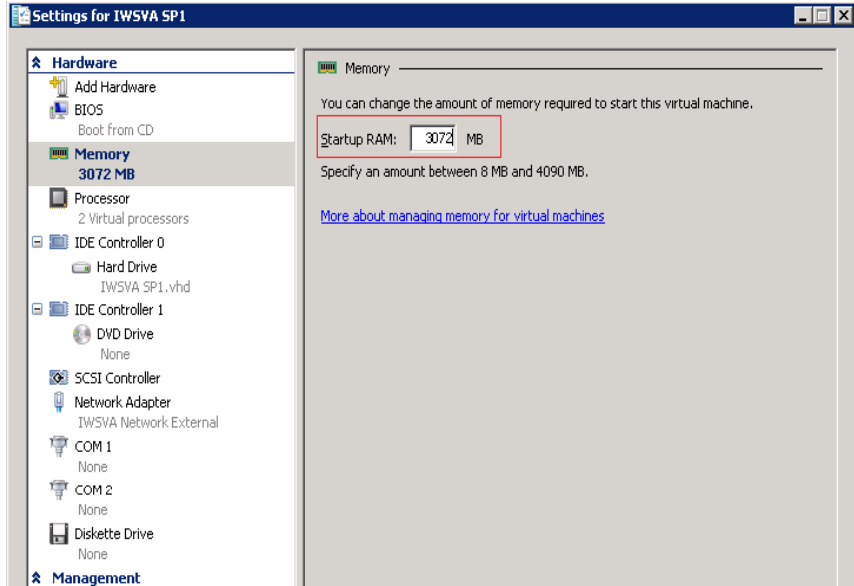 Settings for IWSVA SP1
Hardware
Add Hardware
BIOS
Boot from CD
Memory
3072 MB
Processor
2 Virtual processors
IDE Controller 0
Hard Drive
IWSVA SP1.vhd
IDE Controller 1
DVD Drive
None
SCSI Controller
Network Adapter
IWSVA Network External
COM 1
None
COM 2
None
Diskette Drive
None
Management
Memory
You can change the amount of memory required to start this virtual machine.
Startup RAM: 3072 MB
Specify an amount between 8 MB and 4090 MB.
More about managing memory for virtual machines